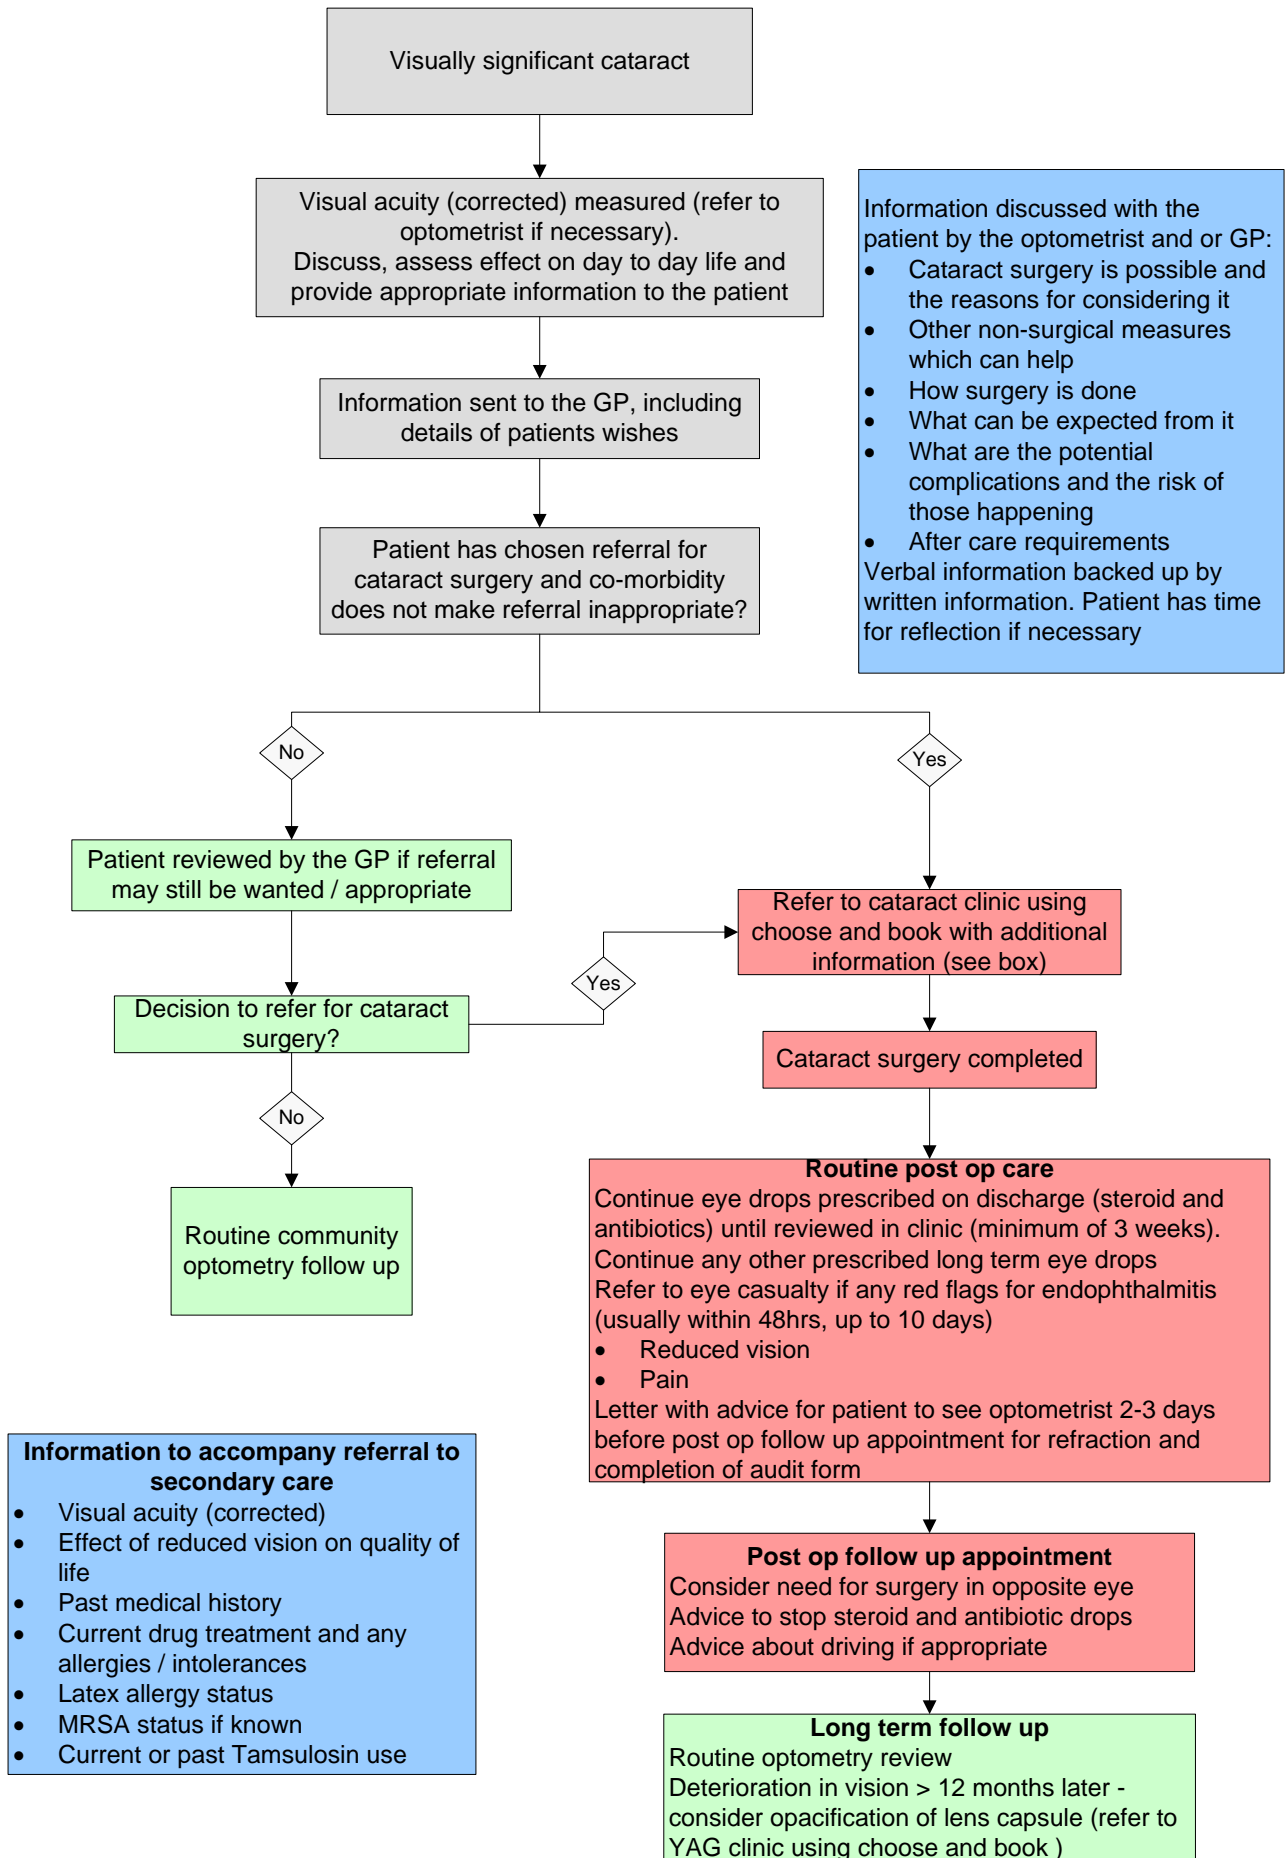 Visually significant cataract
Visual acuity (corrected) measured (refer to
optometrist if necessary).
Discuss, assess effect on day to day life and
provide appropriate information to the patient
Information discussed with the
patient by the optometrist and or GP:
• Cataract surgery is possible and
the reasons for considering it
• Other non-surgical measures
which can help
• How surgery is done
• What can be expected from it
• What are the potential
complications and the risk of
those happening
• After care requirements
Verbal information backed up by
written information. Patient has time
for reflection if necessary
Information sent to the GP, including
details of patients wishes
Patient has chosen referral for
cataract surgery and co-morbidity
does not make referral inappropriate?
No
Yes
Patient reviewed by the GP if referral
may still be wanted / appropriate
Refer to cataract clinic using
choose and book with additional
information (see box)
Yes
Decision to refer for cataract
surgery?
Cataract surgery completed
No
Routine community
optometry follow up
Routine post op care
Continue eye drops prescribed on discharge (steroid and
antibiotics) until reviewed in clinic (minimum of 3 weeks).
Continue any other prescribed long term eye drops
Refer to eye casualty if any red flags for endophthalmitis
(usually within 48hrs, up to 10 days)
• Reduced vision
• Pain
Letter with advice for patient to see optometrist 2-3 days
before post op follow up appointment for refraction and
completion of audit form
Information to accompany referral to
secondary care
• Visual acuity (corrected)
• Effect of reduced vision on quality of
life
• Past medical history
• Current drug treatment and any
allergies / intolerances
• Latex allergy status
• MRSA status if known
• Current or past Tamsulosin use
Post op follow up appointment
Consider need for surgery in opposite eye
Advice to stop steroid and antibiotic drops
Advice about driving if appropriate
Long term follow up
Routine optometry review
Deterioration in vision > 12 months later -
consider opacification of lens capsule (refer to
YAG clinic using choose and book )